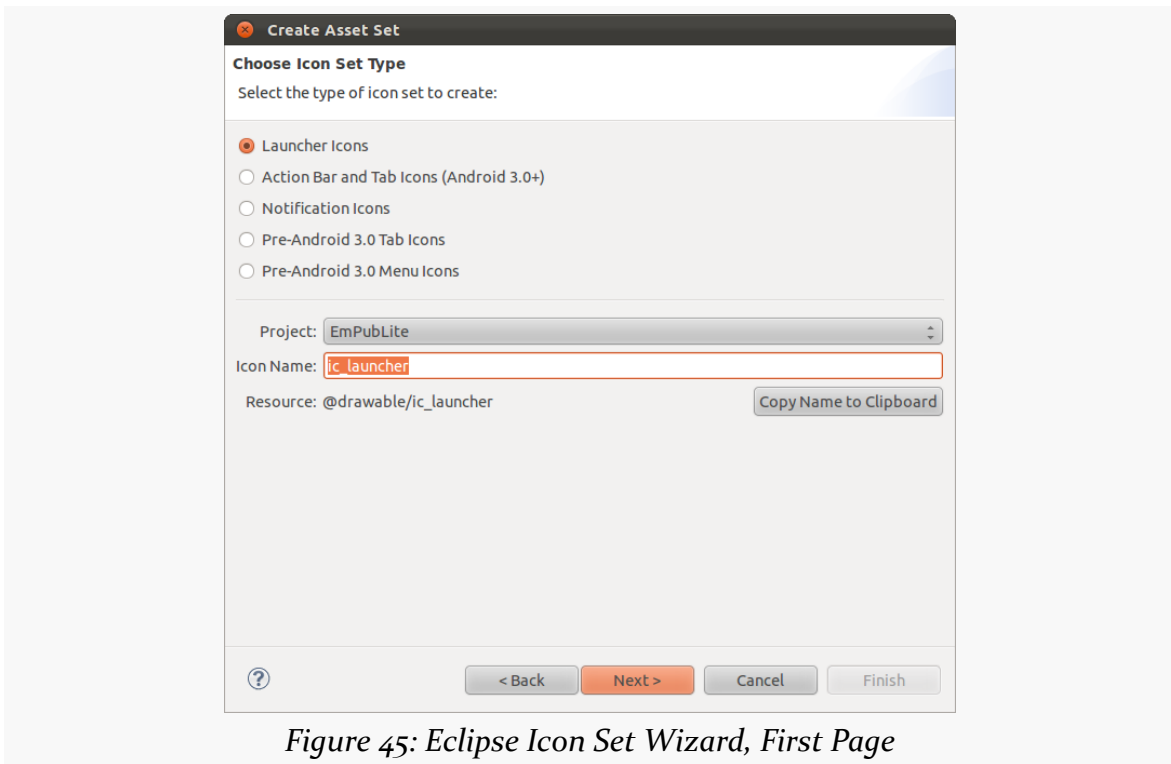 Create Asset Set
Choose Icon Set Type
Select the type of icon set to create:
Launcher Icons
Action Bar and Tab Icons (Android 3.0+)
Notification Icons
Pre-Android 3.0 Tab Icons
Pre-Android 3.0 Menu Icons
Project: EmPubLite
Icon Name: ic_launcher
Resource: @drawable/ic_launcher Copy Name to Clipboard
? < Back Next > Cancel Finish
Figure 45: Eclipse Icon Set Wizard, First Page